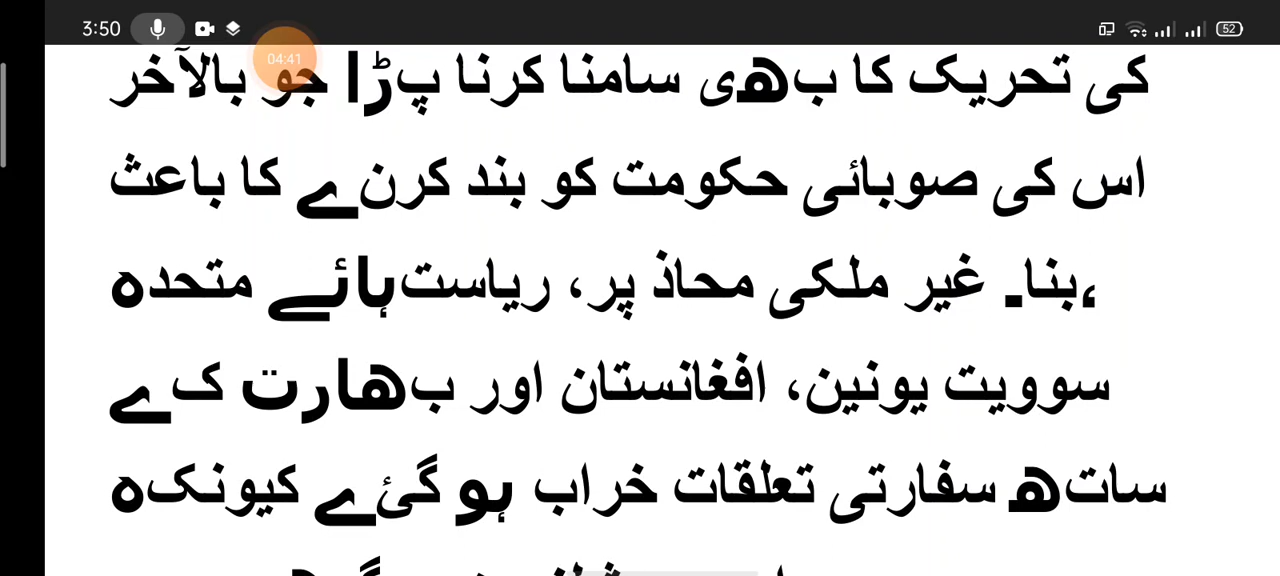 3:50
52
04:41
کی تحریک کا بھی سامنا کرنا پڑا جو بالآخر
اس کی صوبائی حکومت کو بند کرنے کا باعث
بنا۔ غیر ملکی محاذ پر، ریاستہائے متحدہ،
سوویت یونین، افغانستان اور بھارت کے
ساتھ سفارتی تعلقات خراب ہو گئے کیونکہ